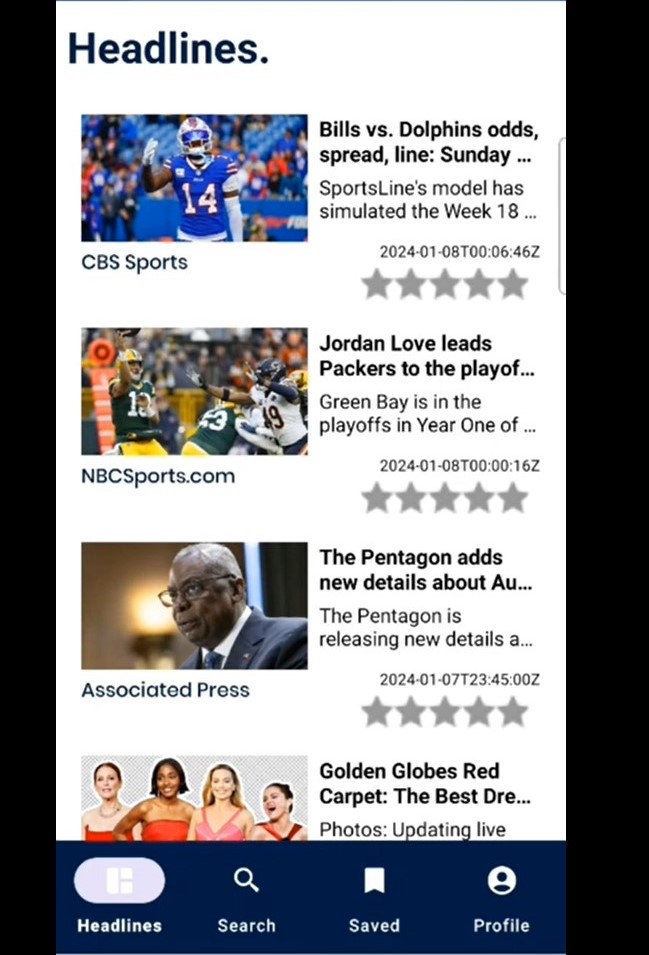 Headlines.
Bills vs. Dolphins odds,
spread, line: Sunday ...
SportsLine's model has
simulated the Week 18 ...
2024-01-08T00:06:46Z
14
CBS Sports
Jordan Love leads
Packers to the playof...
Green Bay is in the
playoffs in Year One of ...
2024-01-08T00:00:16Z
NBCSports.com
The Pentagon adds
new details about Au...
The Pentagon is
releasing new details a...
2024-01-07T23:45:00Z
Associated Press
Golden Globes Red
Carpet: The Best Dre...
Photos: Updating live
Headlines
Search
Saved
Profile